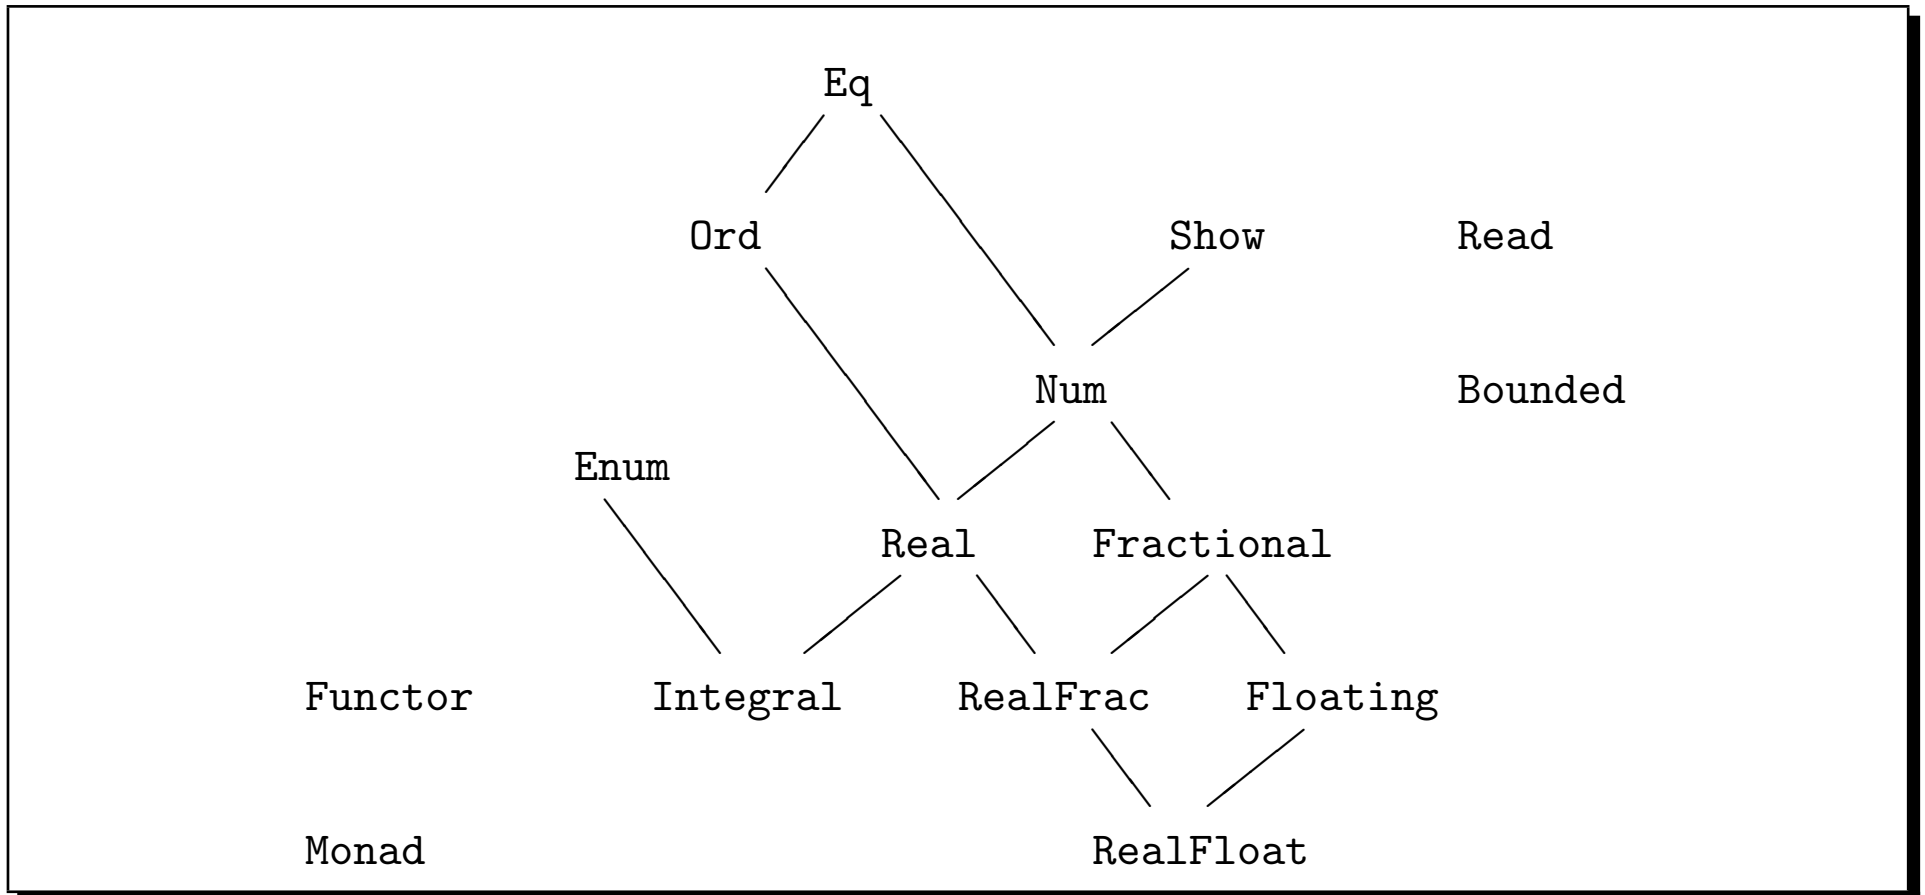 Eq
Ord Show Read
Num Bounded
Enum
Real Fractional
Functor Integral RealFrac Floating
Monad RealFloat